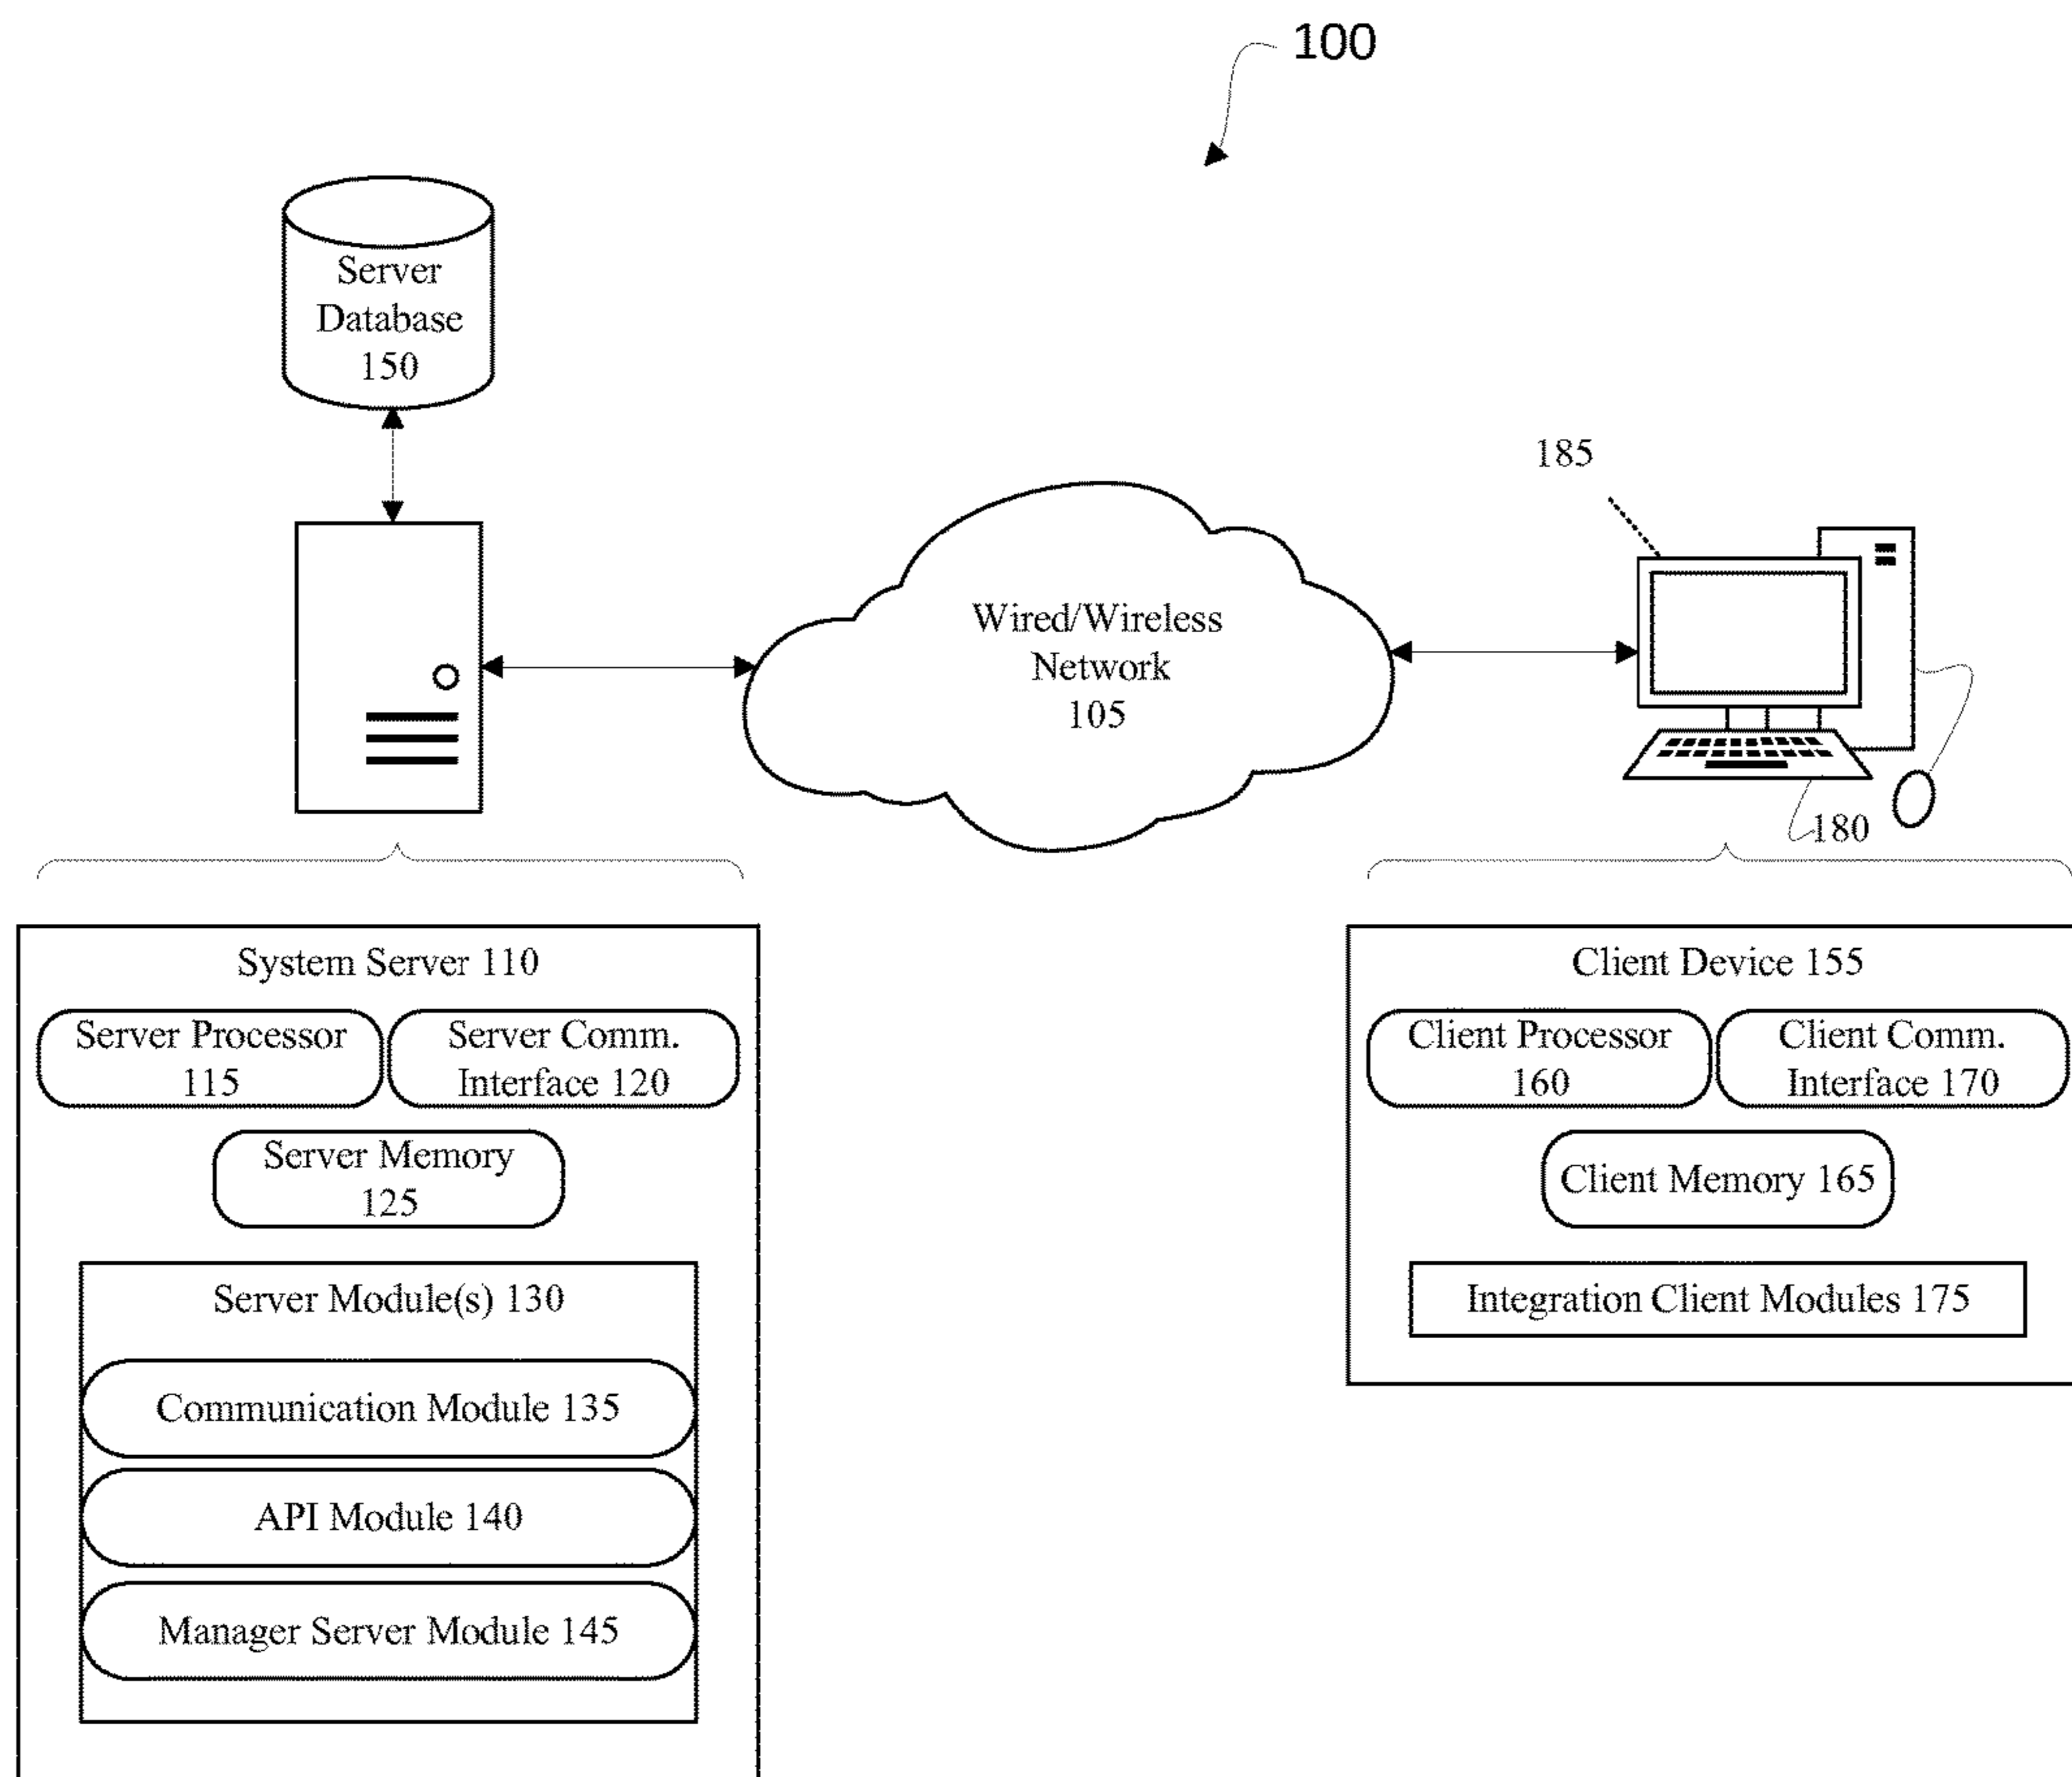 100
Server
Database
150
185
Wired/Wireless
Network
105
180
System Server 110
Server Processor
115
Server Comm.
Interface 120
Server Memory
125
Server Module(s) 130
Communication Module 135
API Module 140
Manager Server Module 145
Client Device 155
Client Processor
160
Client Comm.
Interface 170
Client Memory 165
Integration Client Modules 175